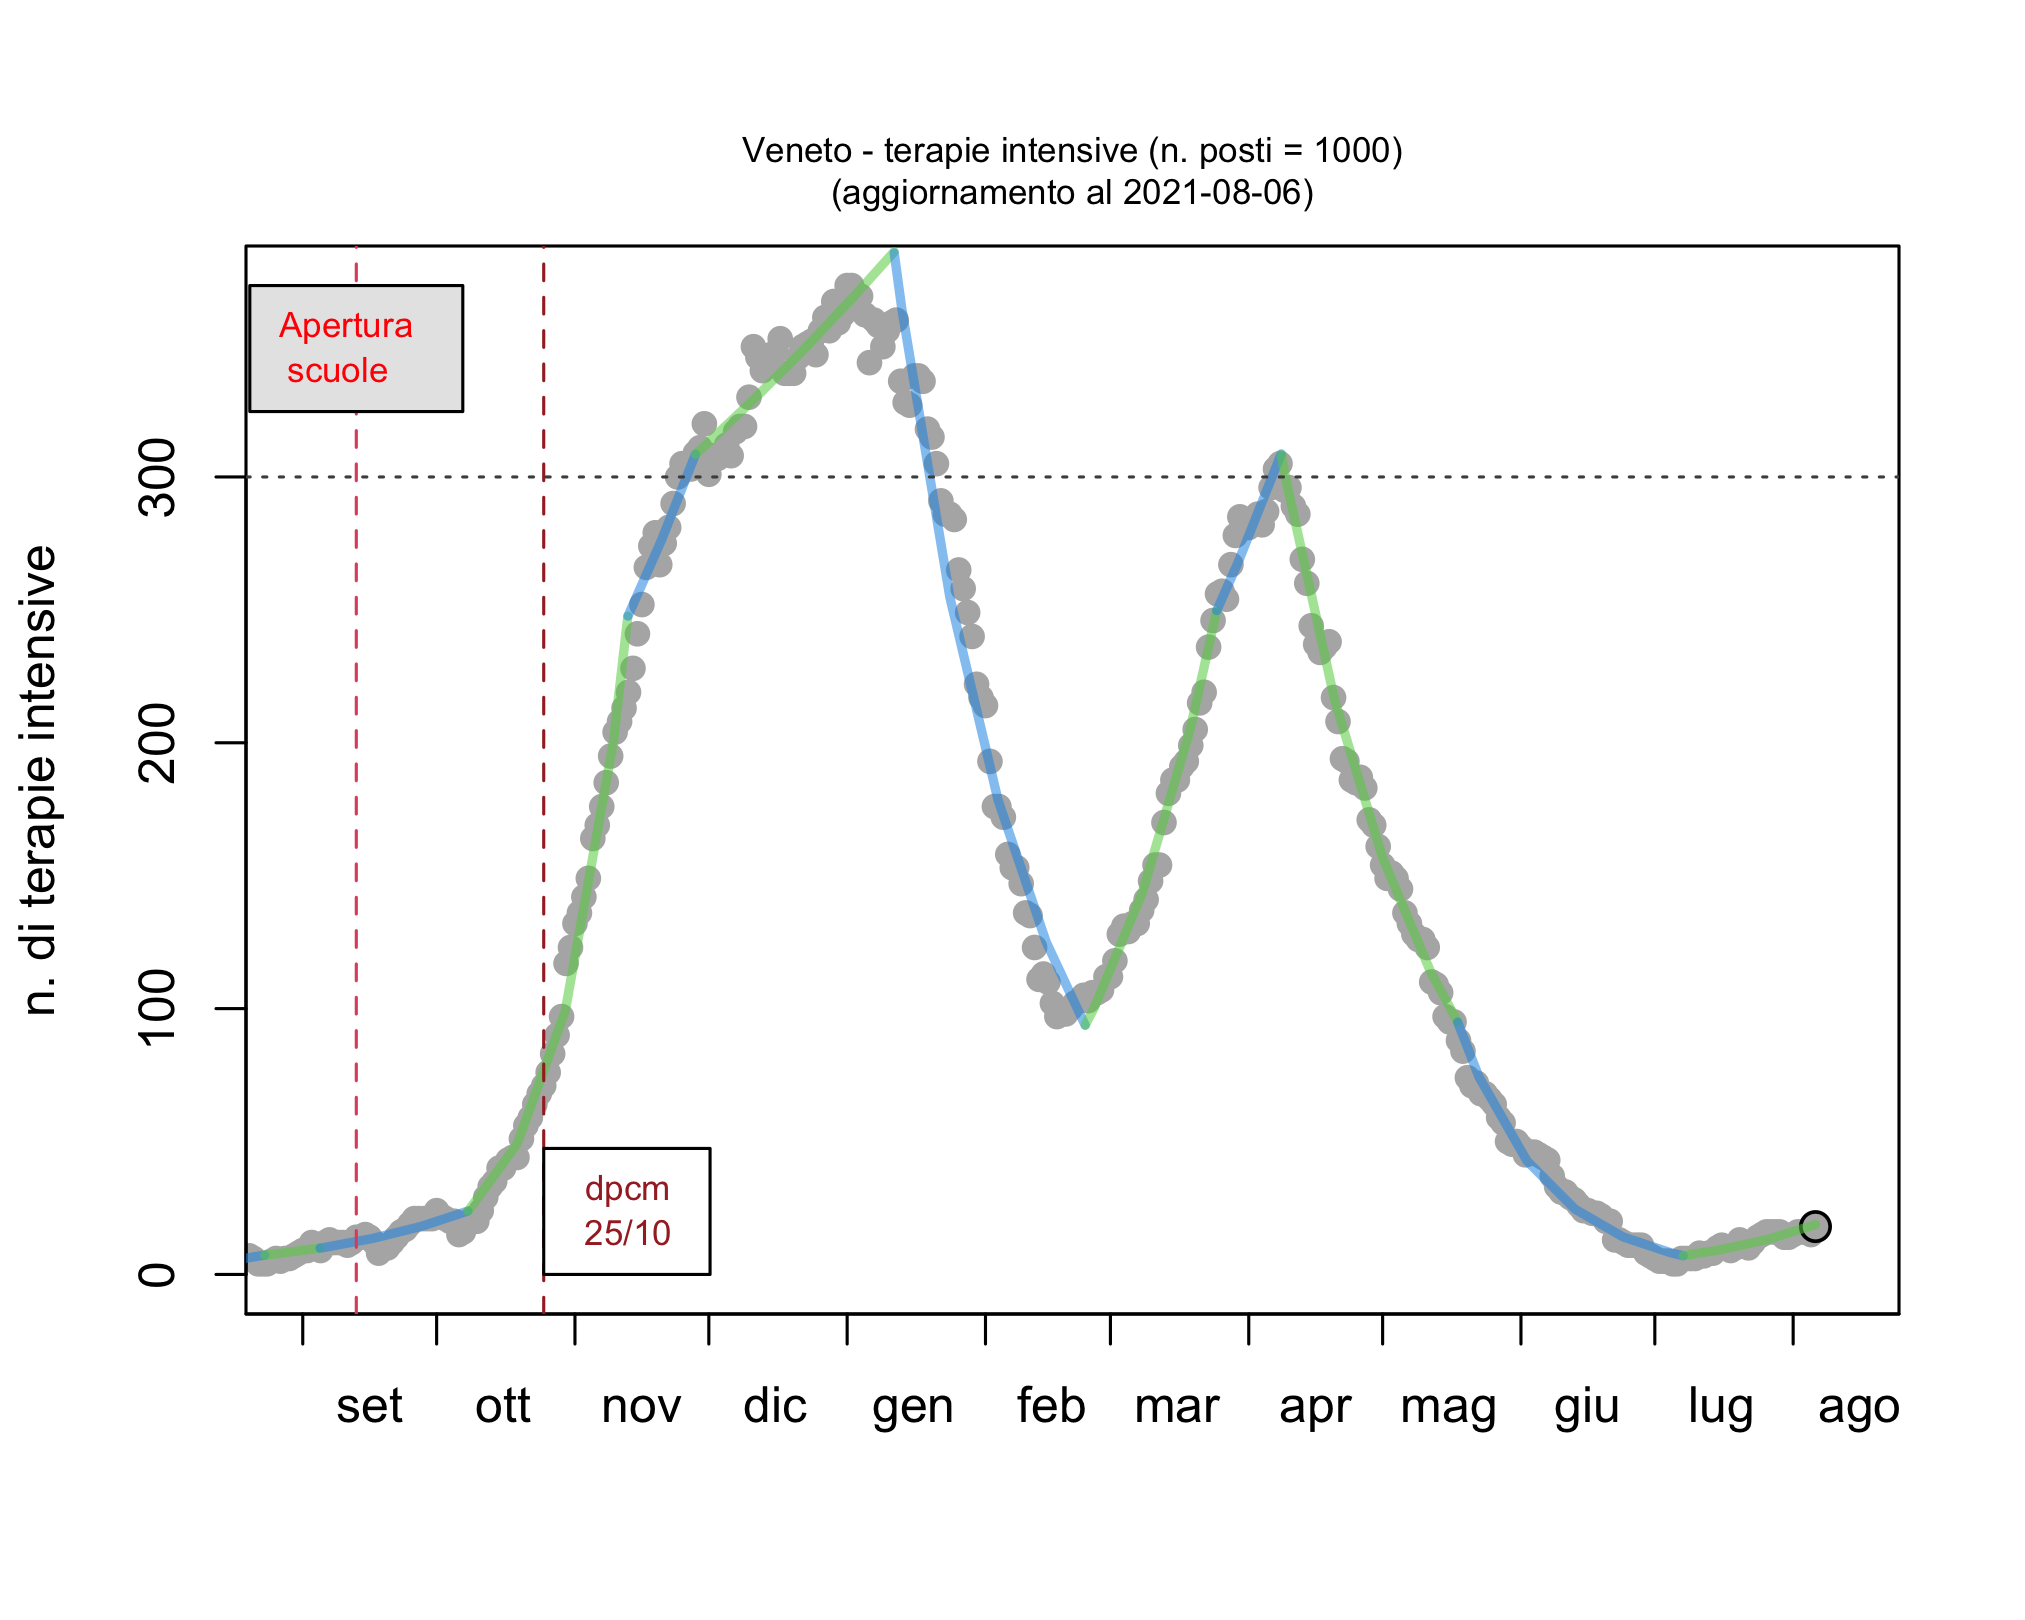 Veneto - terapie intensive (n. posti = 1000)
(aggiornamento al 2021-08-06)
Apertura
scuole
n. di terapie intensive
300
200
100
0
dpcm
25/10
set ott nov dic gen feb mar apr mag giu lug ago